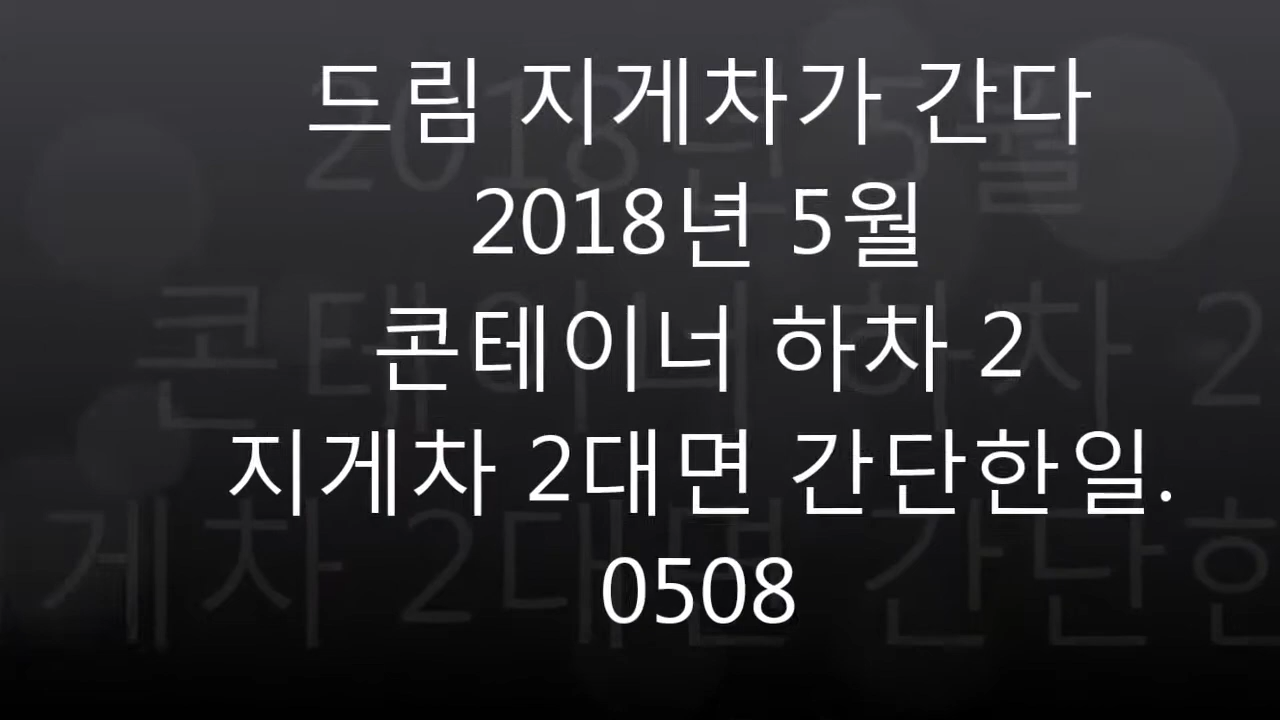 드림 지게차가 간다
2018년 5월
콘테이너 하차 2
지게차 2대면 간단한일.
0508